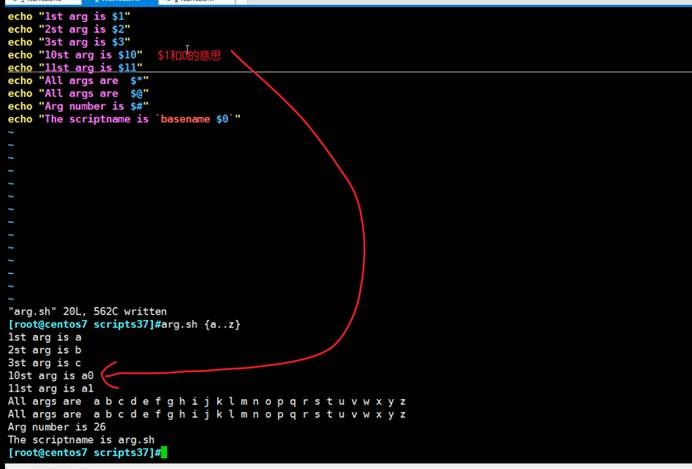 echo "1st arg is $1"
echo "2st arg is $2"
echo "3st arg is $3"
echo "10st arg is $10" $1和0的意思
echo "11st arg is $11"
echo "All args are  $*"
echo "All args are  $@"
echo "Arg number is $#"
echo "The scriptname is `basename $0`"
~
~
~
~
~
~
~
~
~
~
~
~
~
~
"arg.sh" 20L, 562C written
[root@centos7 scripts37]#arg.sh {a..z}
1st arg is a
2st arg is b
3st arg is c
10st arg is a0
11st arg is a1
All args are  a b c d e f g h i j k l m n o p q r s t u v w x y z
All args are  a b c d e f g h i j k l m n o p q r s t u v w x y z
Arg number is 26
The scriptname is arg.sh
[root@centos7 scripts37]#